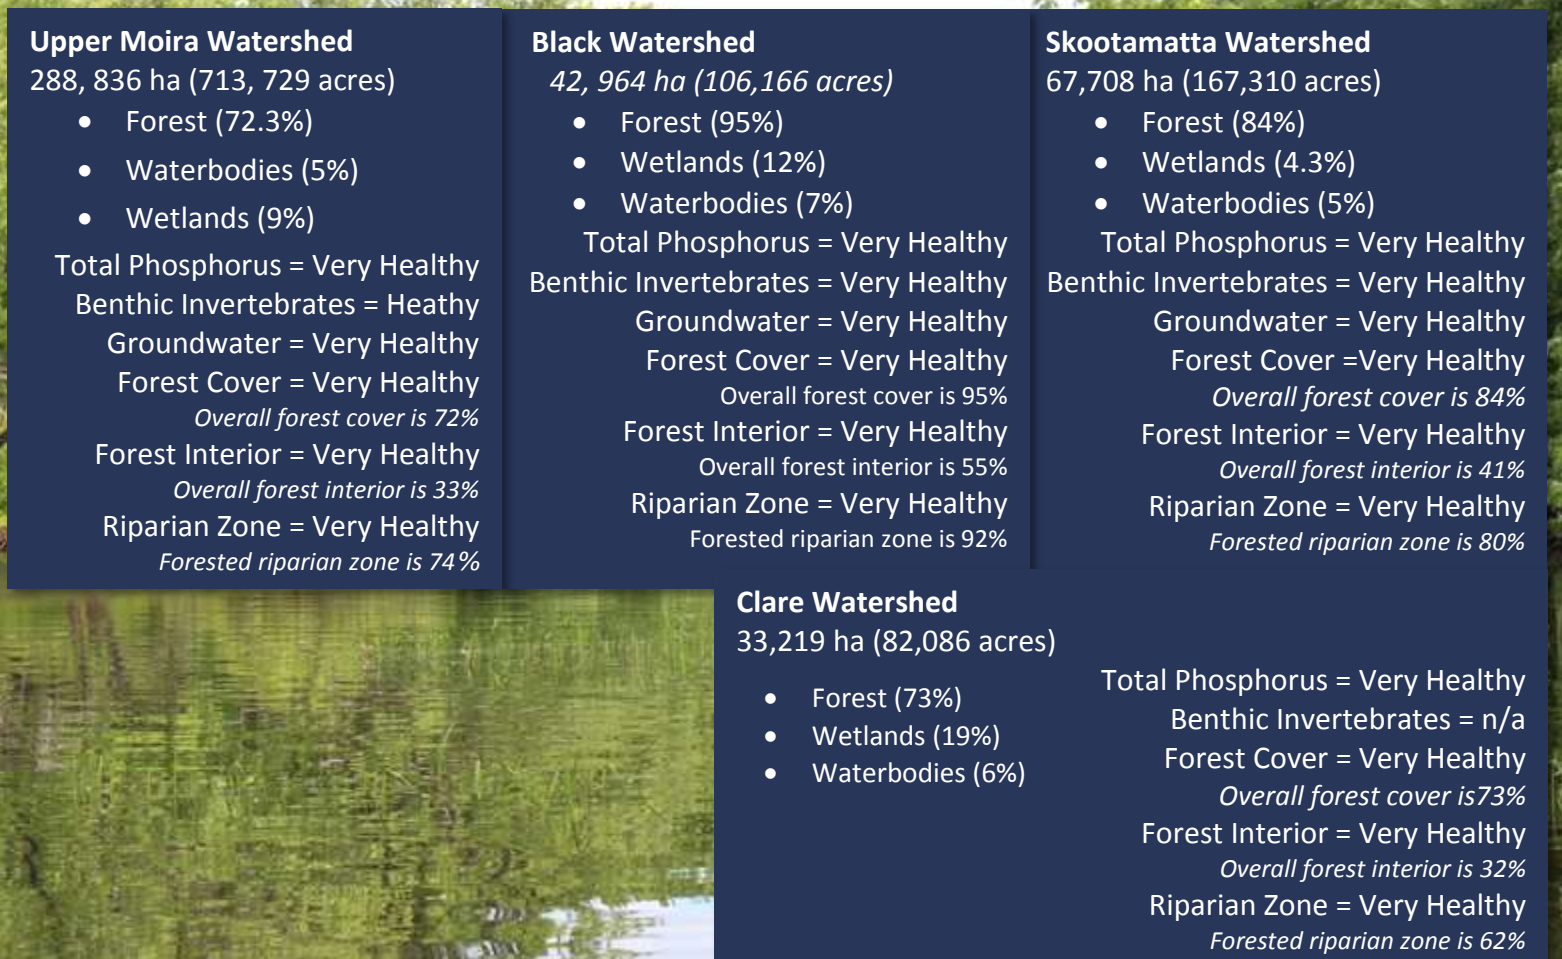 Upper Moira Watershed
288, 836 ha (713, 729 acres)
• Forest (72.3%)
• Waterbodies (5%)
• Wetlands (9%)
Total Phosphorus = Very Healthy
Benthic Invertebrates = Heathy
Groundwater = Very Healthy
Forest Cover = Very Healthy
Overall forest cover is 72%
Forest Interior = Very Healthy
Overall forest interior is 33%
Riparian Zone = Very Healthy
Forested riparian zone is 74%
Black Watershed
42, 964 ha (106,166 acres)
• Forest (95%)
• Wetlands (12%)
• Waterbodies (7%)
Total Phosphorus = Very Healthy
Benthic Invertebrates = Very Healthy
Groundwater = Very Healthy
Forest Cover = Very Healthy
Overall forest cover is 95%
Forest Interior = Very Healthy
Overall forest interior is 55%
Riparian Zone = Very Healthy
Forested riparian zone is 92%
Skootamatta Watershed
67,708 ha (167,310 acres)
• Forest (84%)
• Wetlands (4.3%)
• Waterbodies (5%)
Total Phosphorus = Very Healthy
Benthic Invertebrates = Very Healthy
Groundwater = Very Healthy
Forest Cover =Very Healthy
Overall forest cover is 84%
Forest Interior = Very Healthy
Overall forest interior is 41%
Riparian Zone = Very Healthy
Forested riparian zone is 80%
Clare Watershed
33,219 ha (82,086 acres)
• Forest (73%)
• Wetlands (19%)
• Waterbodies (6%)
Total Phosphorus = Very Healthy
Benthic Invertebrates = n/a
Forest Cover = Very Healthy
Overall forest cover is73%
Forest Interior = Very Healthy
Overall forest interior is 32%
Riparian Zone = Very Healthy
Forested riparian zone is 62%